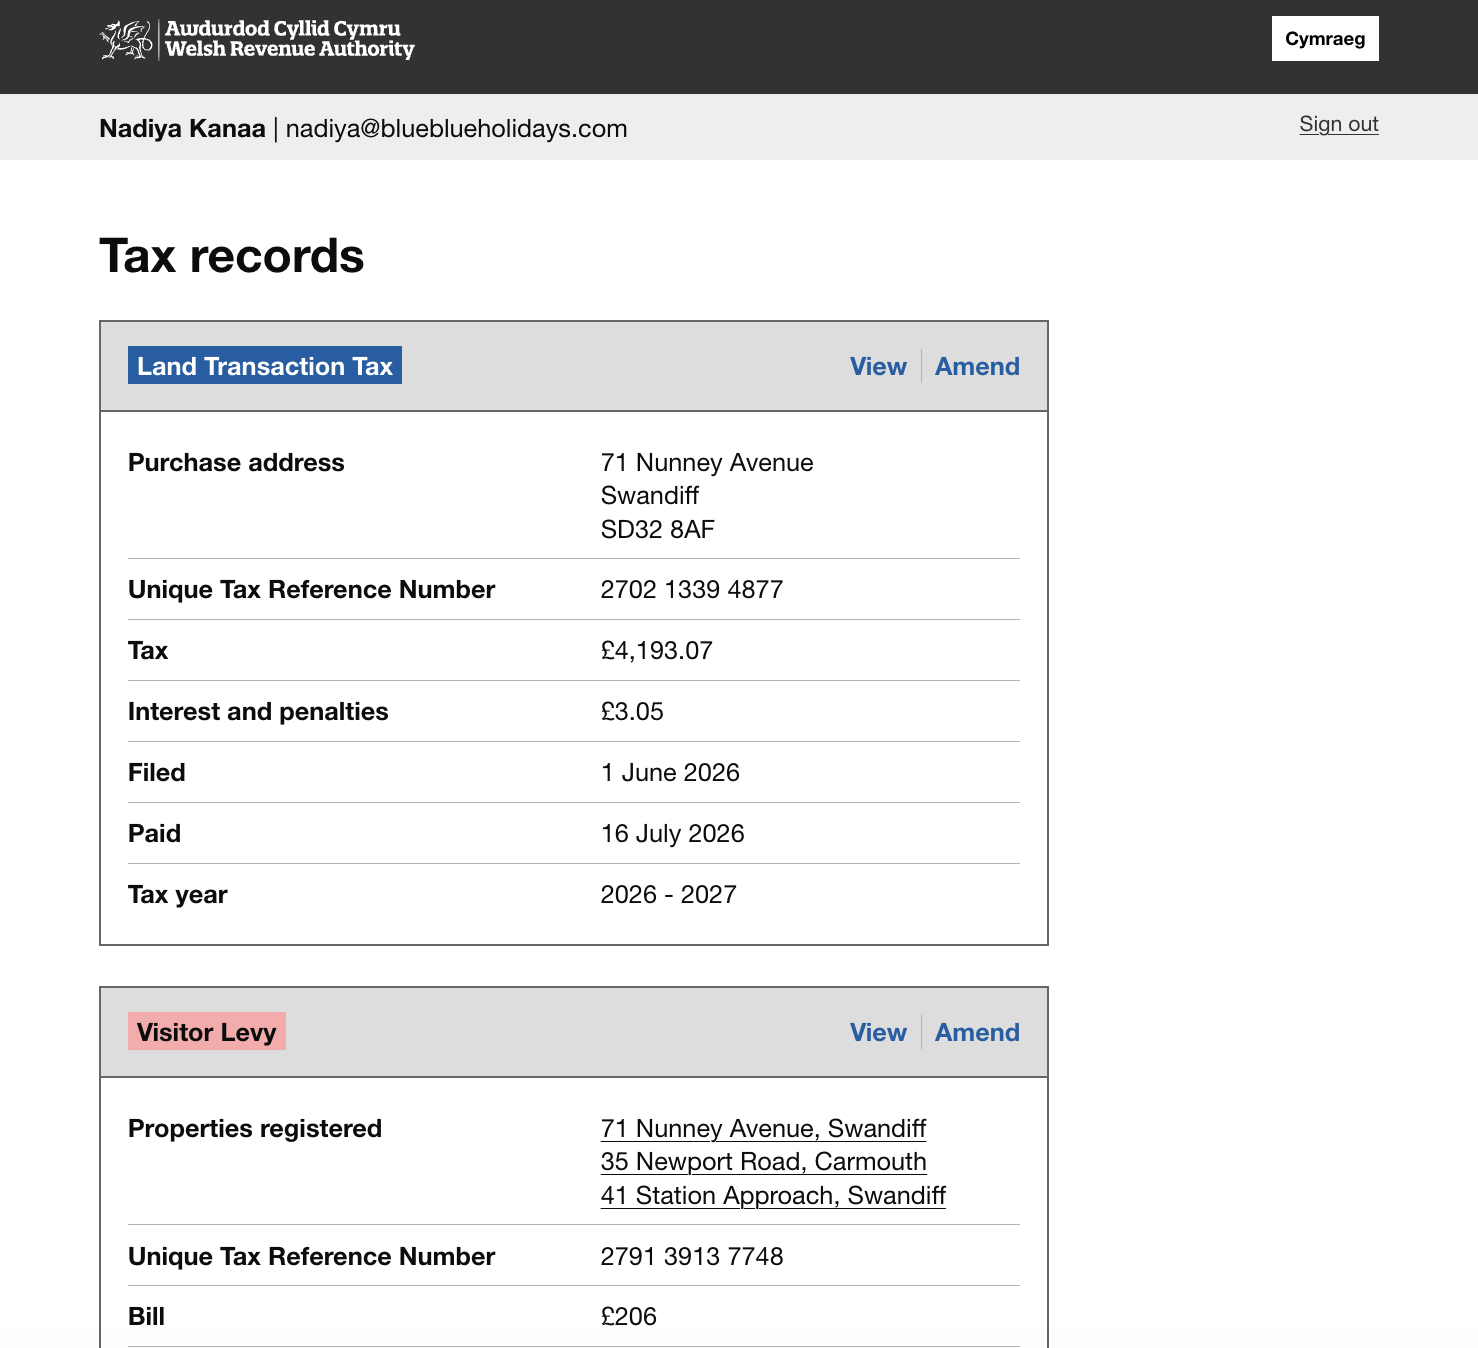 Awdurdod Cyllid Cymru
Welsh Revenue Authority
Cymraeg
Nadiya Kanaa | nadiya@blueblueholidays.com
Sign out
Tax records
Land Transaction Tax
View
Amend
Purchase address
71 Nunney Avenue
Swandiff
SD32 8AF
Unique Tax Reference Number
2702 1339 4877
Tax
£4,193.07
Interest and penalties
£3.05
Filed
1 June 2026
Paid
16 July 2026
Tax year
2026 - 2027
Visitor Levy
View
Amend
Properties registered
71 Nunney Avenue, Swandiff
35 Newport Road, Carmouth
41 Station Approach, Swandiff
Unique Tax Reference Number
2791 3913 7748
Bill
£206